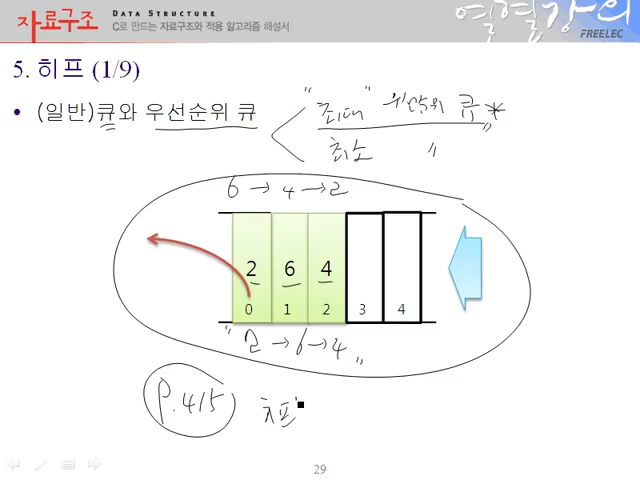 자료구조 DATA STRUCTURE
C로 만드는 자료구조와 적용 알고리즘 해설서
열혈강의
FREELEC
5. 히프 (1/9)
• (일반)큐와 우선순위 큐
"최대" 우선순위 큐 *
최소 "
6 → 4 → 2
2 6 4
0 1 2 3 4
"2 → 6 → 4"
P.415 히프
29